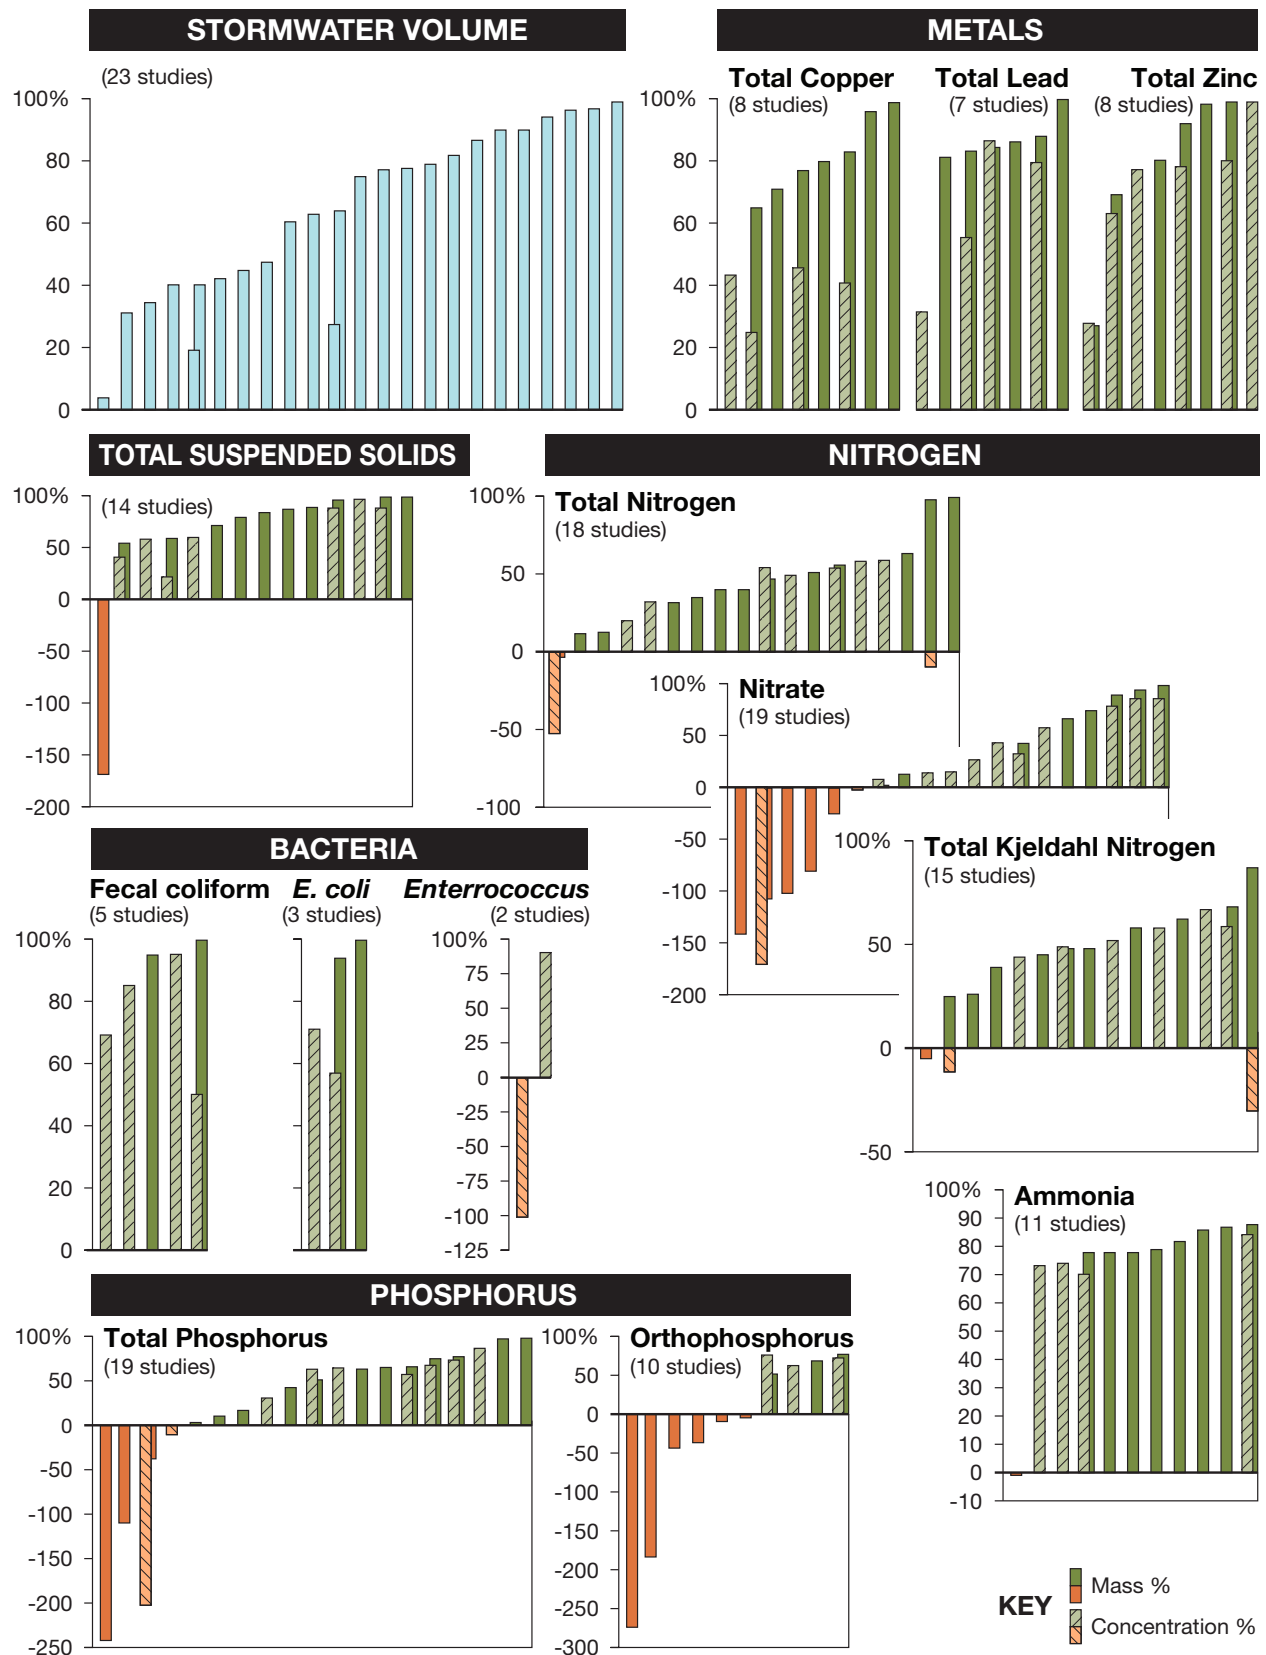 STORMWATER VOLUME
(23 studies)
100%
80
60
40
20
0
METALS
Total Copper
(8 studies)
Total Lead
(7 studies)
Total Zinc
(8 studies)
100%
80
60
40
20
0
TOTAL SUSPENDED SOLIDS
(14 studies)
100%
50
0
-50
-100
-150
-200
NITROGEN
Total Nitrogen
(18 studies)
100%
50
0
-50
-100
Nitrate
(19 studies)
100%
50
0
-50
-100
-150
-200
Total Kjeldahl Nitrogen
(15 studies)
100%
50
0
-50
Ammonia
(11 studies)
100%
90
80
70
60
50
40
30
20
10
0
-10
BACTERIA
Fecal coliform
(5 studies)
E. coli
(3 studies)
Enterrococcus
(2 studies)
100%
80
60
40
20
0
100%
75
50
25
0
-25
-50
-75
-100
-125
PHOSPHORUS
Total Phosphorus
(19 studies)
100%
50
0
-50
-100
-150
-200
-250
Orthophosphorus
(10 studies)
100%
50
0
-50
-100
-150
-200
-250
-300
KEY
Mass %
Concentration %